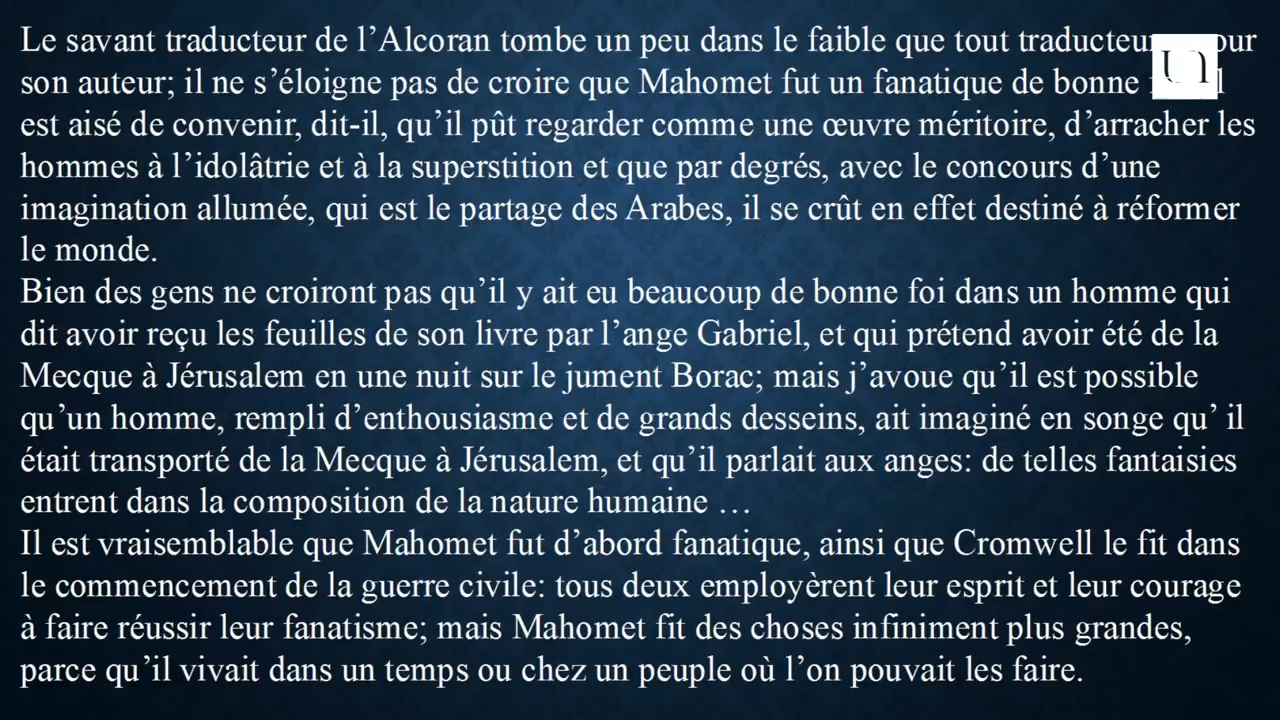 Le savant traducteur de l’Alcoran tombe un peu dans le faible que tout traducteur
son auteur; il ne s’éloigne pas de croire que Mahomet fut un fanatique de bonne
est aisé de convenir, dit-il, qu’il pût regarder comme une œuvre méritoire, d’arracher les
hommes à l’idolâtrie et à la superstition et que par degrés, avec le concours d’une
imagination allumée, qui est le partage des Arabes, il se crût en effet destiné à réformer
le monde.
Bien des gens ne croiront pas qu’il y ait eu beaucoup de bonne foi dans un homme qui
dit avoir reçu les feuilles de son livre par l’ange Gabriel, et qui prétend avoir été de la
Mecque à Jérusalem en une nuit sur le jument Borac; mais j’avoue qu’il est possible
qu’un homme, rempli d’enthousiasme et de grands desseins, ait imaginé en songe qu’ il
était transporté de la Mecque à Jérusalem, et qu’il parlait aux anges: de telles fantaisies
entrent dans la composition de la nature humaine …
Il est vraisemblable que Mahomet fut d’abord fanatique, ainsi que Cromwell le fit dans
le commencement de la guerre civile: tous deux employèrent leur esprit et leur courage
à faire réussir leur fanatisme; mais Mahomet fit des choses infiniment plus grandes,
parce qu’il vivait dans un temps ou chez un peuple où l’on pouvait les faire.